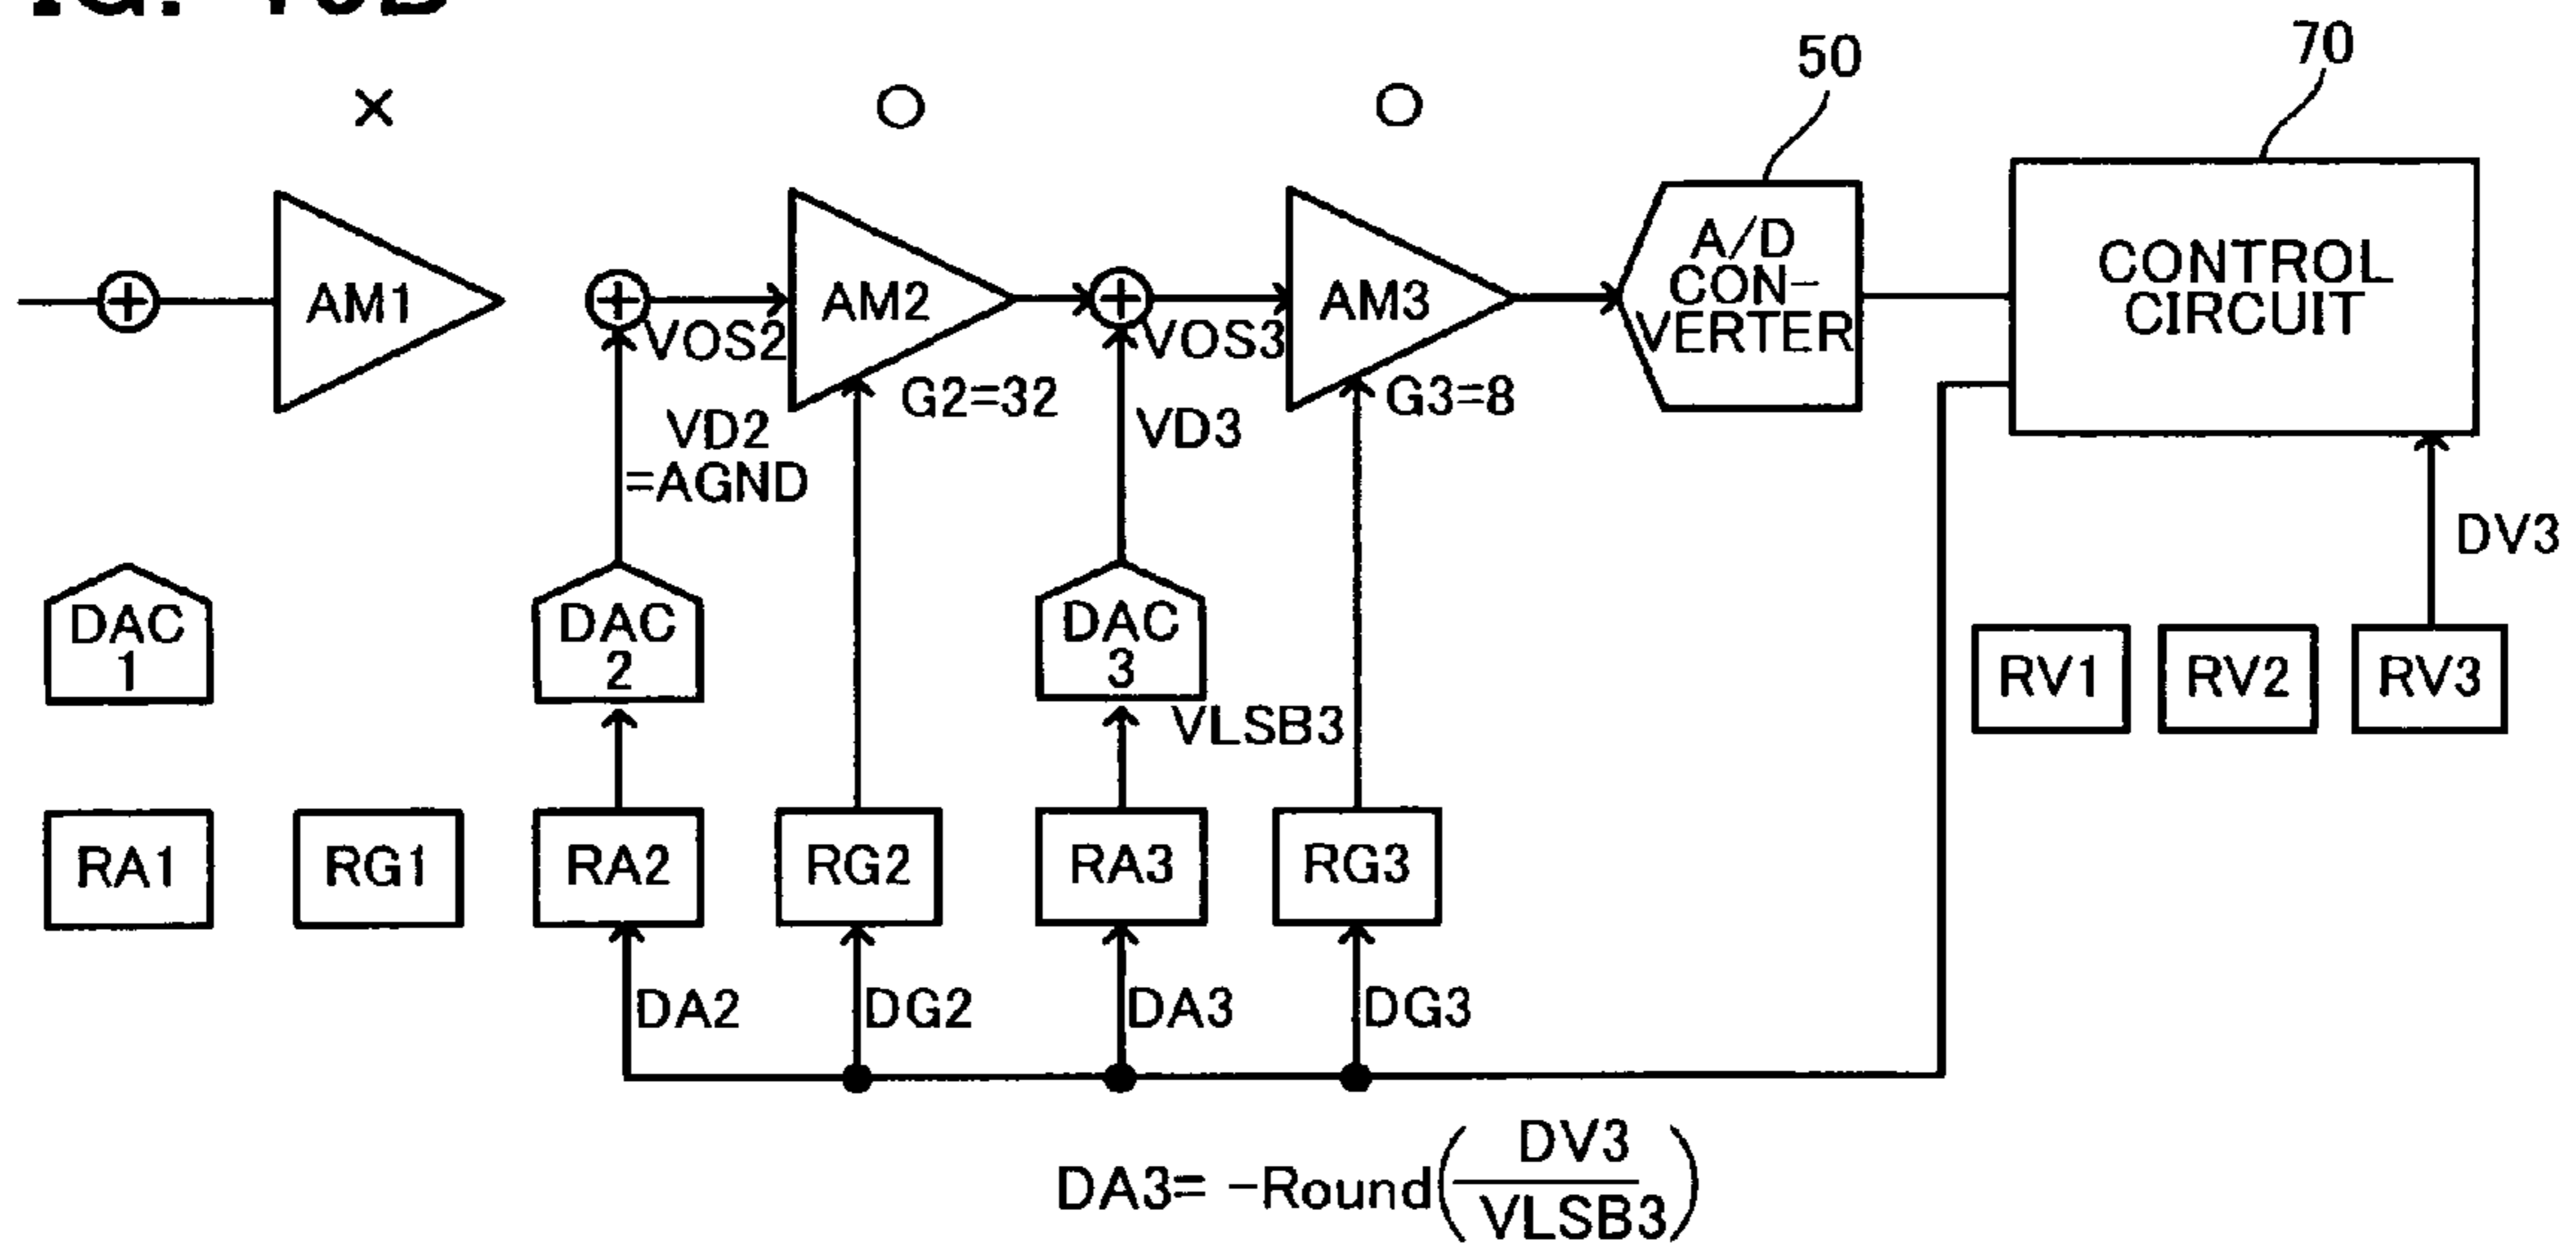 50
70
× ○ ○
AM1
AM2
AM3
A/D
CON-
VERTER
CONTROL
CIRCUIT
VOS2
VOS3
G2=32
G3=8
VD2
=AGND
VD3
DV3
DAC
1
DAC
2
DAC
3
VLSB3
RV1
RV2
RV3
RA1
RG1
RA2
RG2
RA3
RG3
DA2
DG2
DA3
DG3
DA3= -Round(DV3/VLSB3)